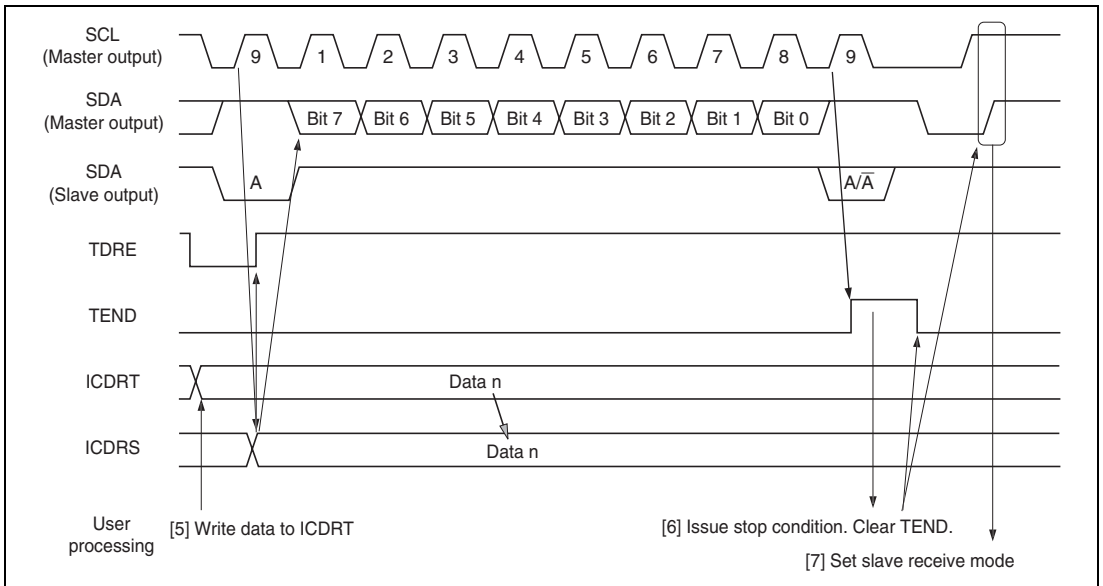 SCL
(Master output)
9 1 2 3 4 5 6 7 8 9
SDA
(Master output)
Bit 7 Bit 6 Bit 5 Bit 4 Bit 3 Bit 2 Bit 1 Bit 0
SDA
(Slave output)
A A/A̅
TDRE
TEND
ICDRT
Data n
ICDRS
Data n
User
processing
[5] Write data to ICDRT
[6] Issue stop condition. Clear TEND.
[7] Set slave receive mode